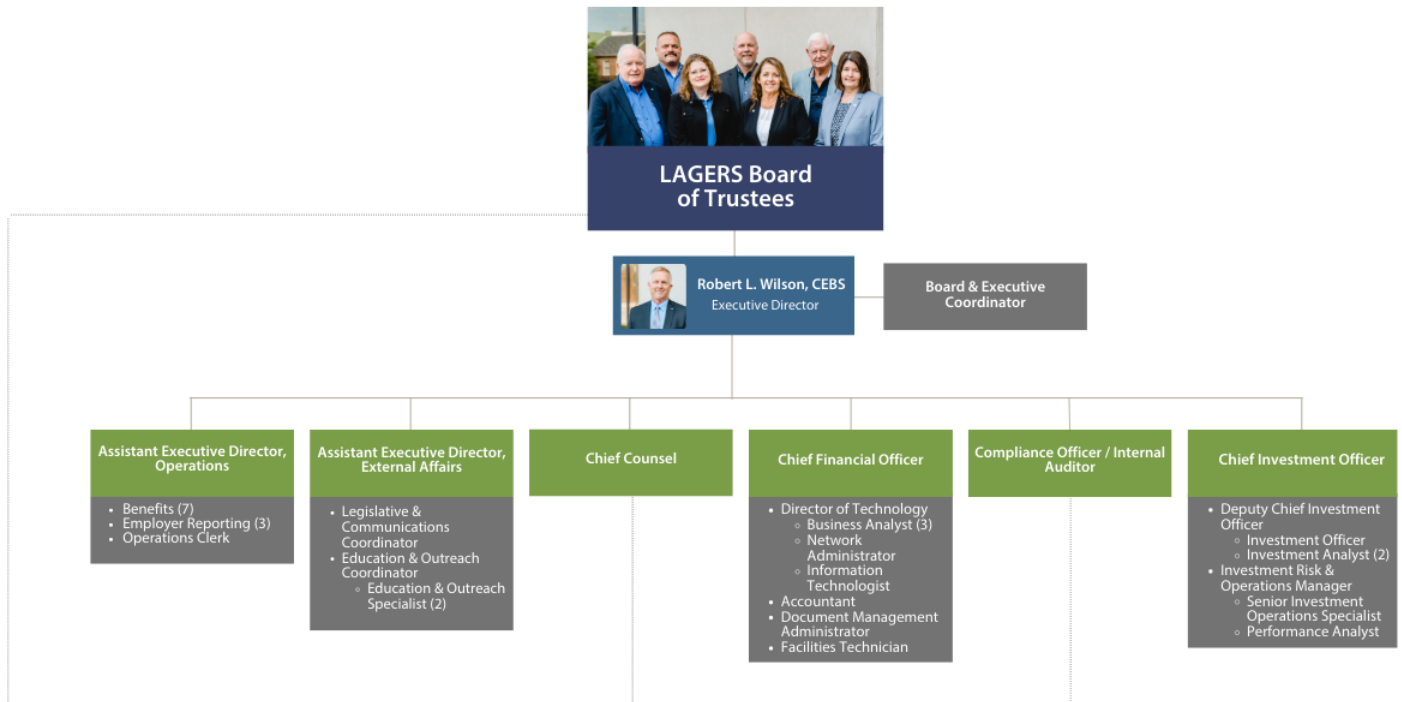 LAGERS Board
of Trustees
Robert L. Wilson, CEBS
Executive Director
Board & Executive
Coordinator
Assistant Executive Director,
Operations
• Benefits (7)
• Employer Reporting (3)
• Operations Clerk
Assistant Executive Director,
External Affairs
• Legislative &
Communications
Coordinator
• Education & Outreach
Coordinator
◦ Education & Outreach
Specialist (2)
Chief Counsel
Chief Financial Officer
• Director of Technology
◦ Business Analyst (3)
◦ Network
Administrator
◦ Information
Technologist
• Accountant
• Document Management
Administrator
• Facilities Technician
Compliance Officer / Internal
Auditor
Chief Investment Officer
• Deputy Chief Investment
Officer
◦ Investment Officer
◦ Investment Analyst (2)
• Investment Risk &
Operations Manager
◦ Senior Investment
Operations Specialist
◦ Performance Analyst